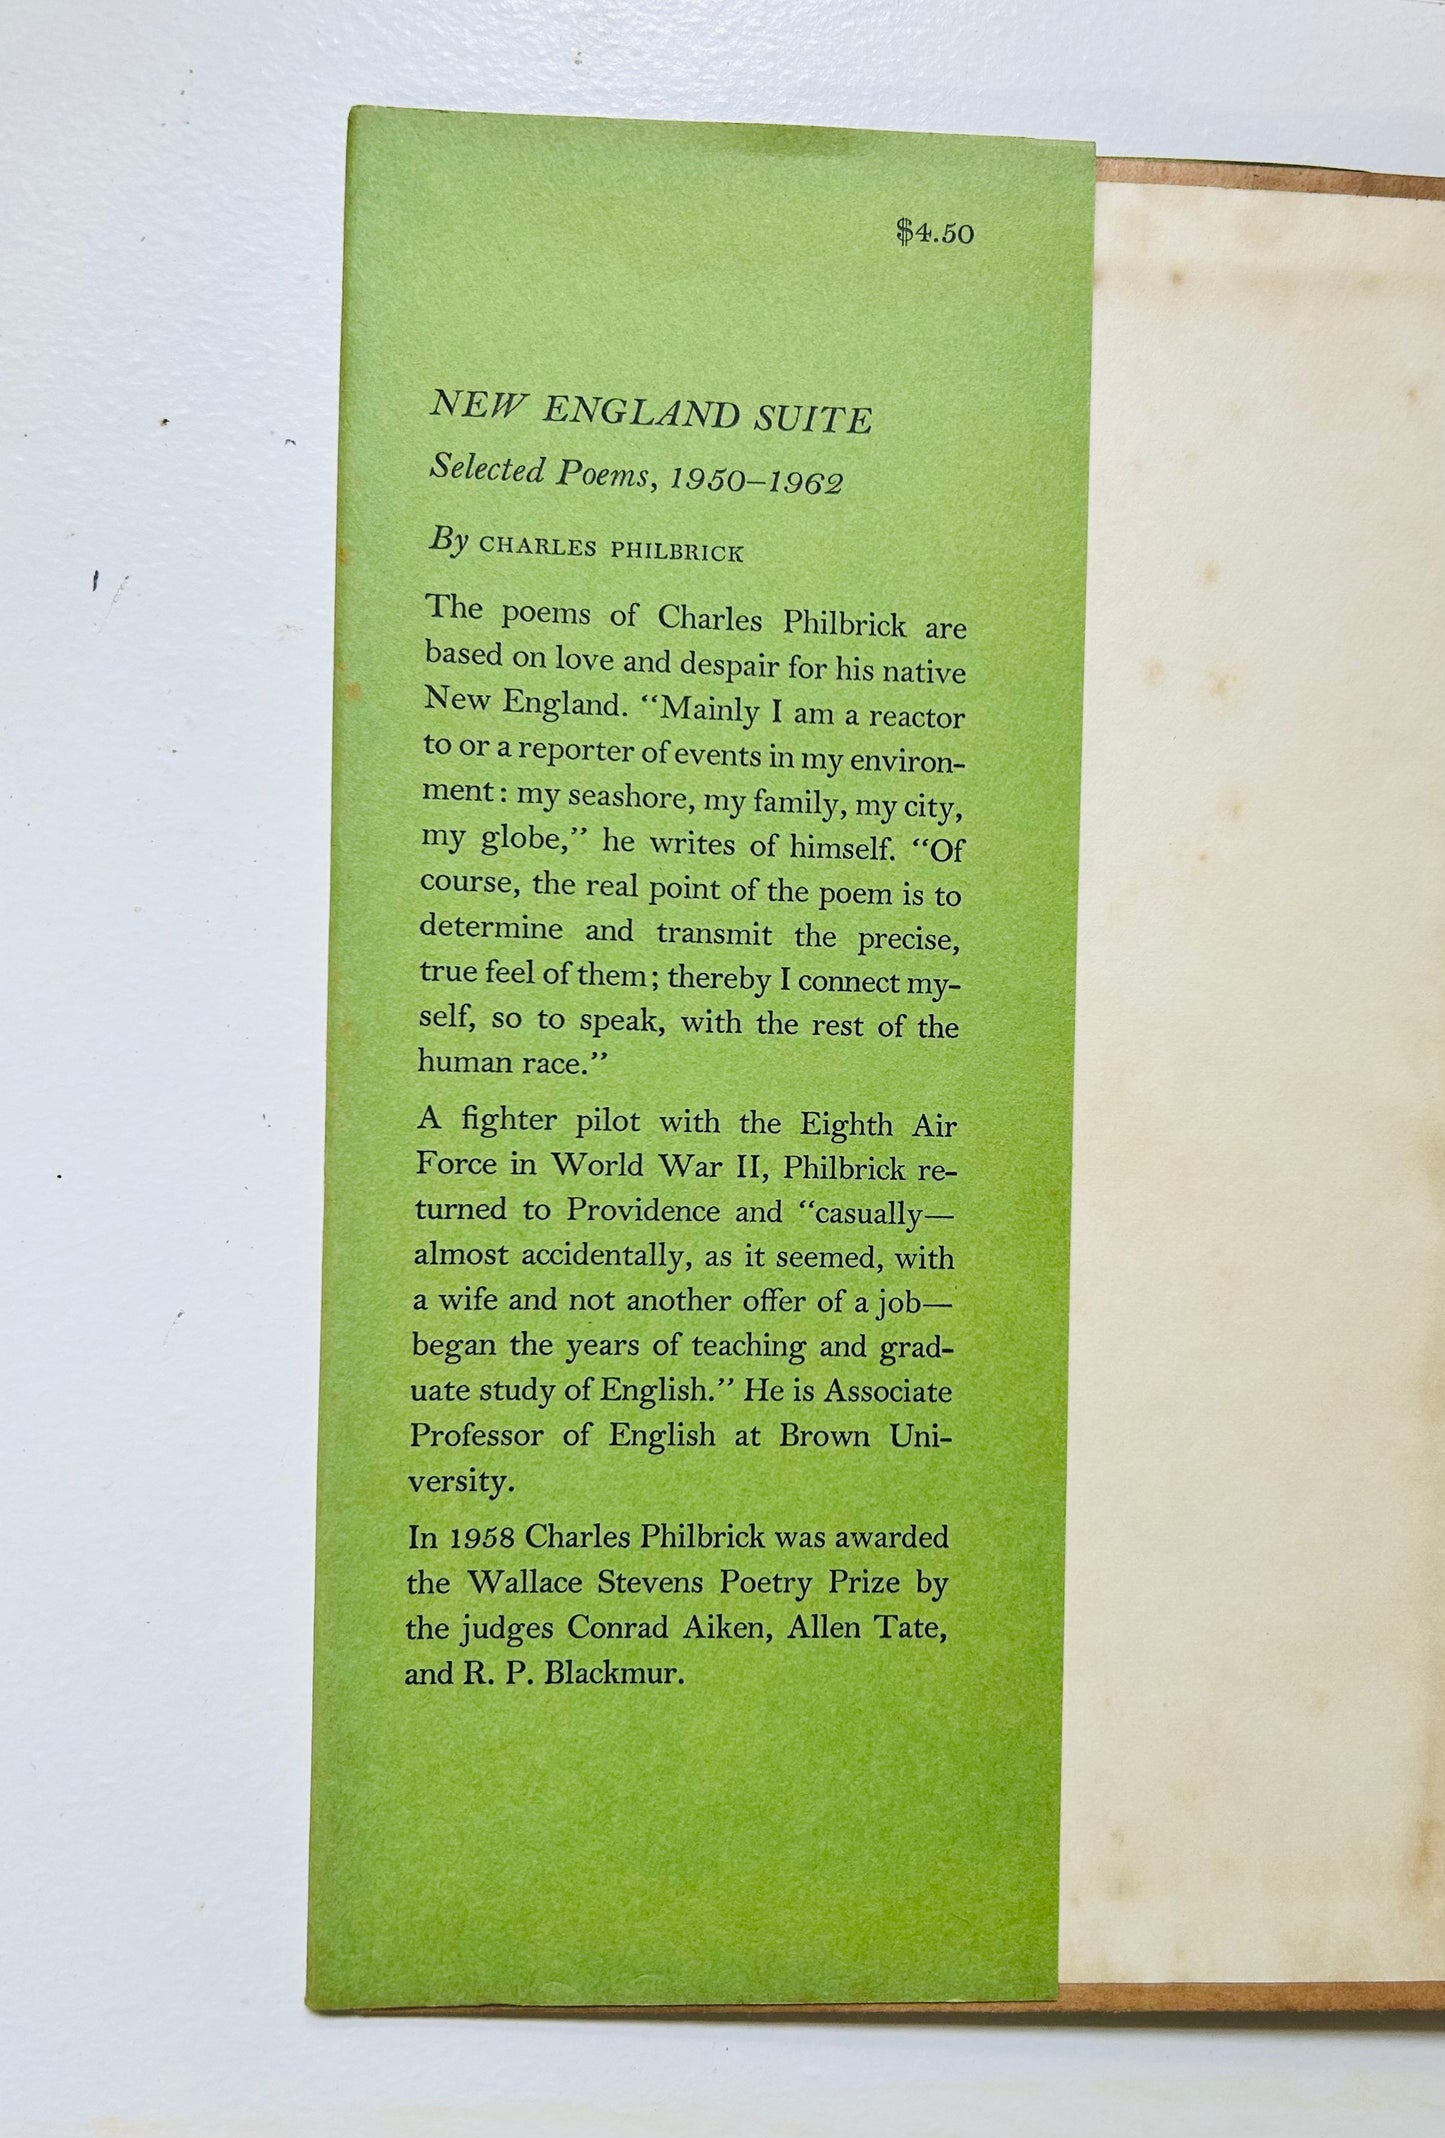 $4.50
NEW ENGLAND SUITE
Selected Poems, 1950–1962
By CHARLES PHILBRICK
The poems of Charles Philbrick are
based on love and despair for his native
New England. “Mainly I am a reactor
to or a reporter of events in my environ-
ment: my seashore, my family, my city,
my globe,” he writes of himself. “Of
course, the real point of the poem is to
determine and transmit the precise,
true feel of them; thereby I connect my-
self, so to speak, with the rest of the
human race.”
A fighter pilot with the Eighth Air
Force in World War II, Philbrick re-
turned to Providence and “casually—
almost accidentally, as it seemed, with
a wife and not another offer of a job—
began the years of teaching and grad-
uate study of English.” He is Associate
Professor of English at Brown Uni-
versity.
In 1958 Charles Philbrick was awarded
the Wallace Stevens Poetry Prize by
the judges Conrad Aiken, Allen Tate,
and R. P. Blackmur.